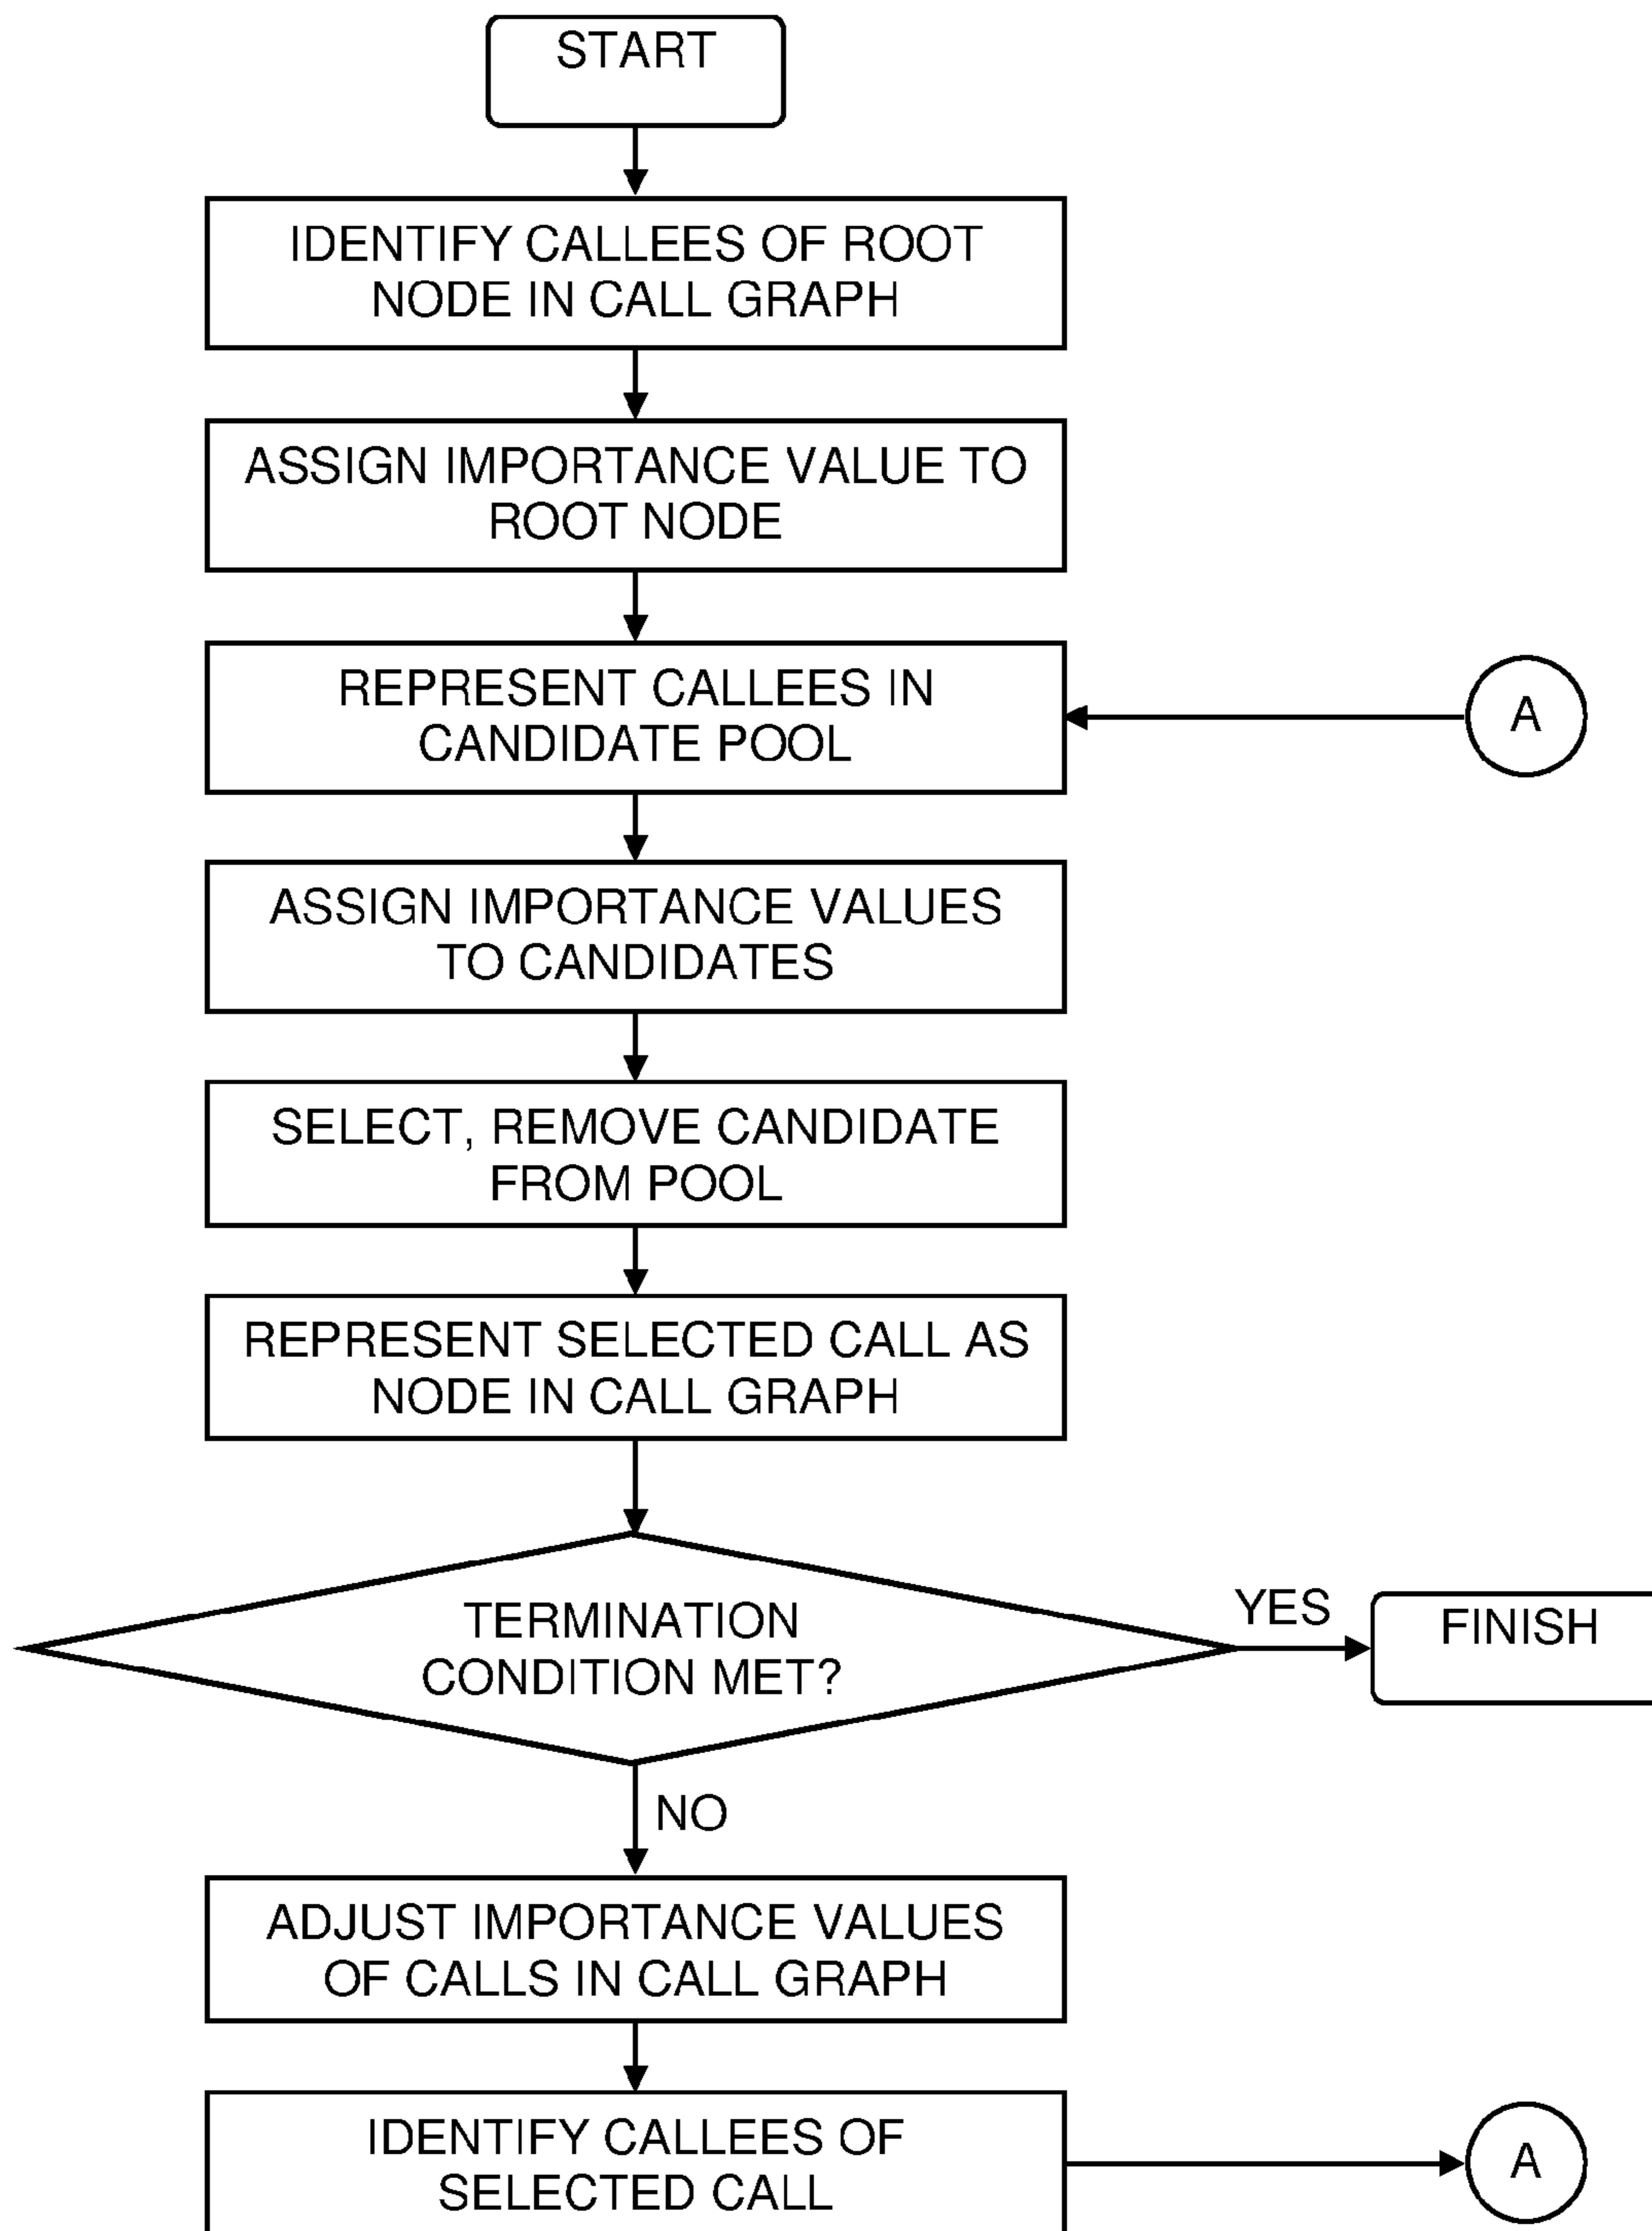 START
IDENTIFY CALLEES OF ROOT
NODE IN CALL GRAPH
ASSIGN IMPORTANCE VALUE TO
ROOT NODE
REPRESENT CALLEES IN
CANDIDATE POOL
A
ASSIGN IMPORTANCE VALUES
TO CANDIDATES
SELECT, REMOVE CANDIDATE
FROM POOL
REPRESENT SELECTED CALL AS
NODE IN CALL GRAPH
TERMINATION
CONDITION MET?
YES
FINISH
NO
ADJUST IMPORTANCE VALUES
OF CALLS IN CALL GRAPH
IDENTIFY CALLEES OF
SELECTED CALL
A